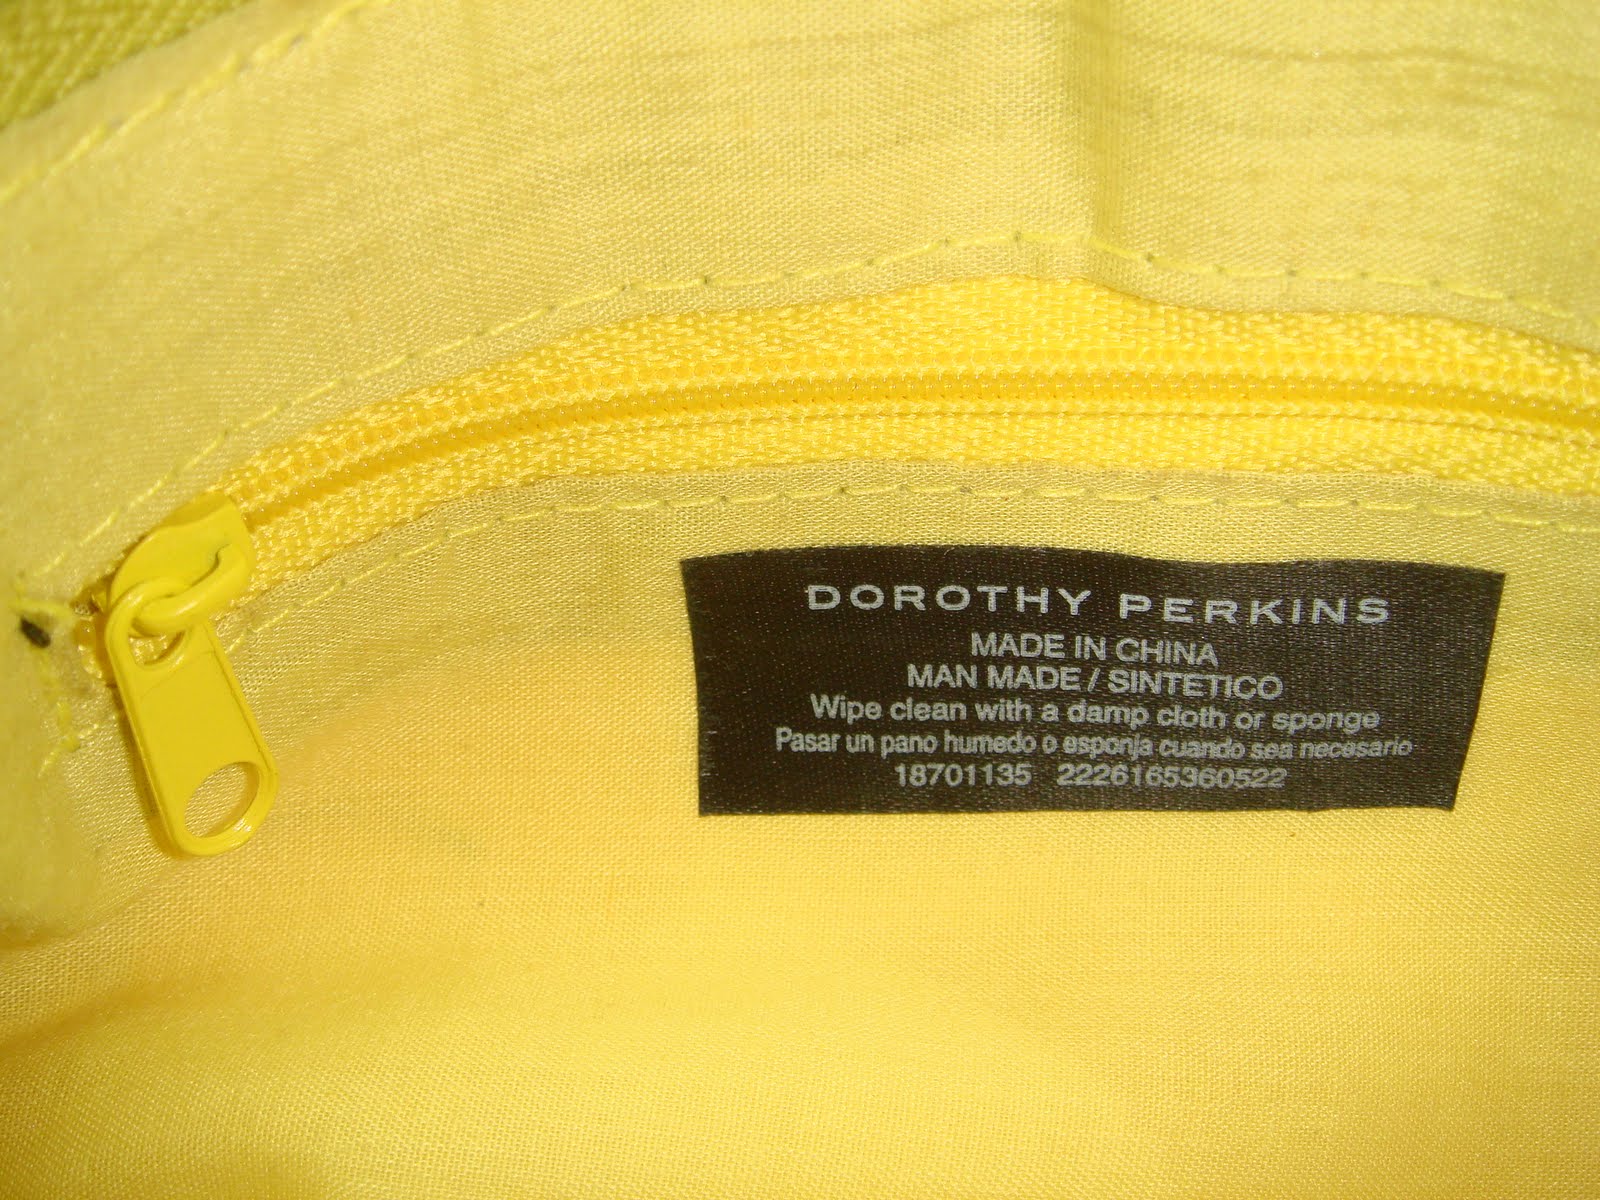 DOROTHY PERKINS
MADE IN CHINA
MAN MADE / SINTETICO
Wipe clean with a damp cloth or sponge
Pasar un pano humedo o esponja cuando sea necesario
18701135 2226165360522